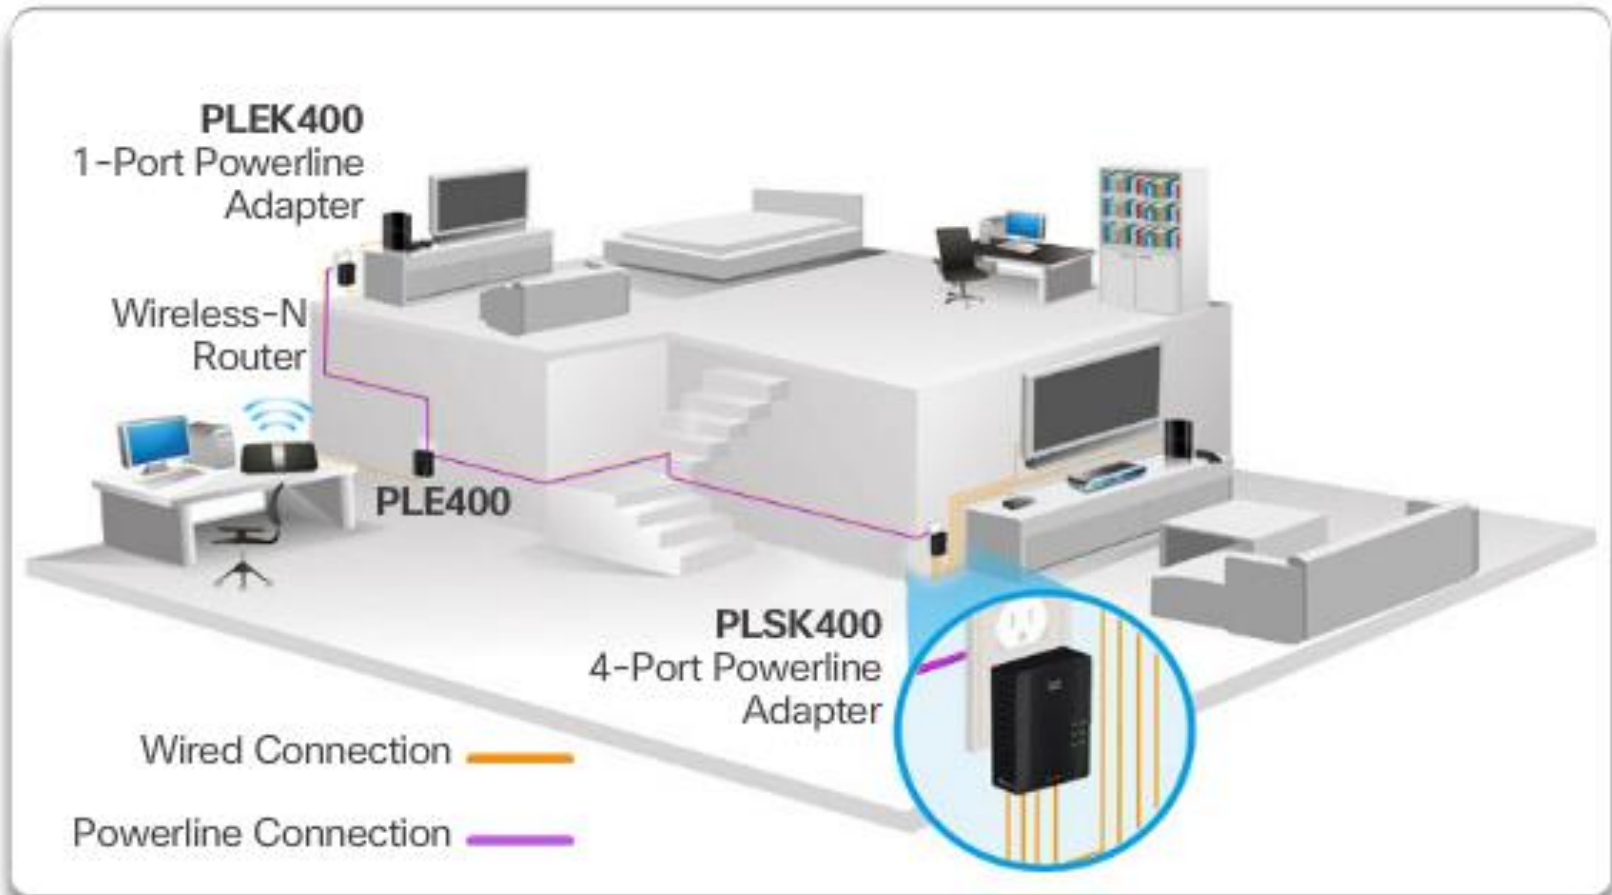 PLEK400
1-Port Powerline
Adapter
Wireless-N
Router
PLE400
PLSK400
4-Port Powerline
Adapter
Wired Connection
Powerline Connection